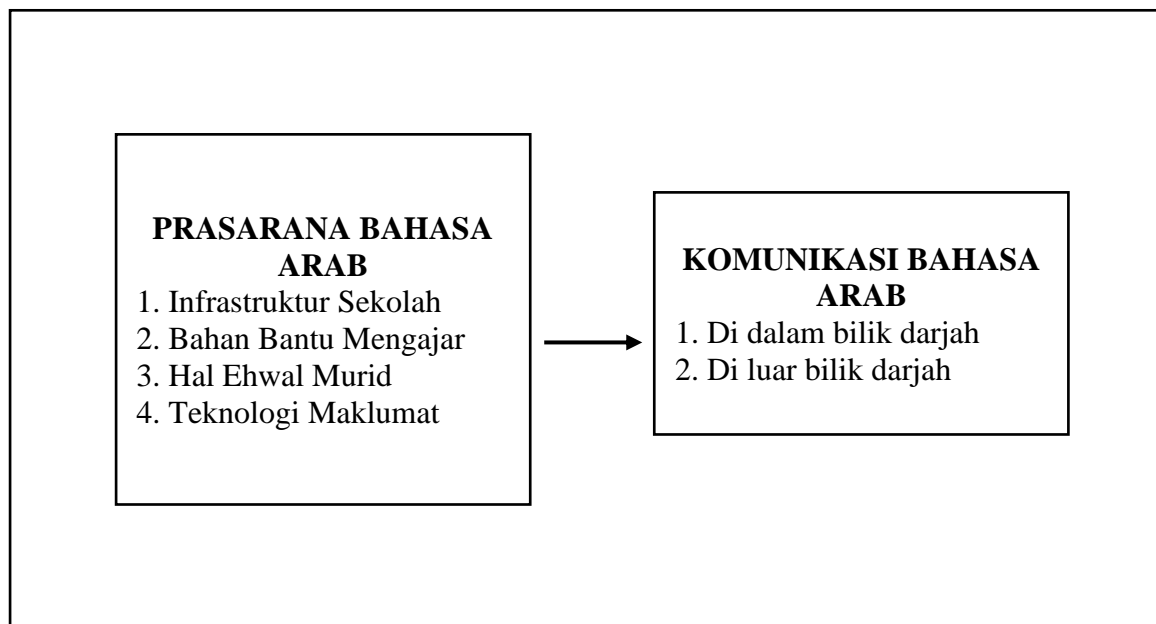 PRASARANA BAHASA
ARAB
1. Infrastruktur Sekolah
2. Bahan Bantu Mengajar
3. Hal Ehwal Murid
4. Teknologi Maklumat
KOMUNIKASI BAHASA
ARAB
1. Di dalam bilik darjah
2. Di luar bilik darjah